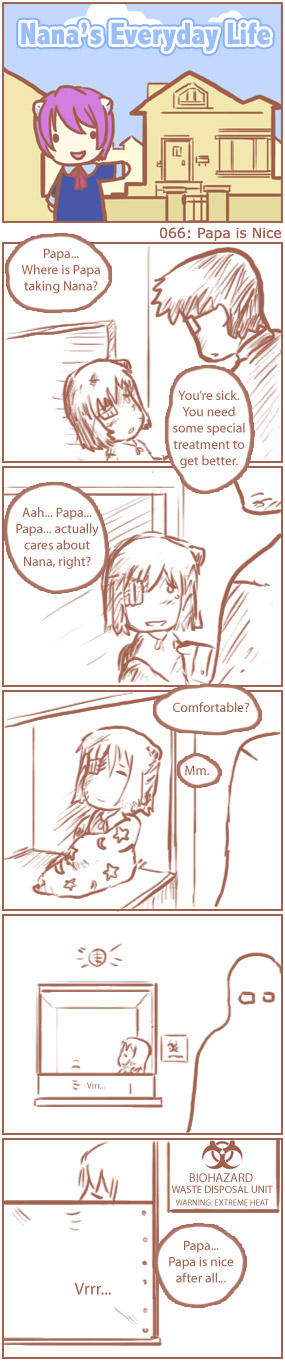 Nana's Everyday Life
066: Papa is Nice
Papa...
Where is Papa
taking Nana?
You're sick.
You need
some special
treatment to
get better.
Aah... Papa...
Papa... actually
cares about
Nana, right?
Comfortable?
Mm.
Vrrr...
BIOHAZARD
WASTE DISPOSAL UNIT
WARNING: EXTREME HEAT
Papa...
Papa is nice
after all...
Vrrr...